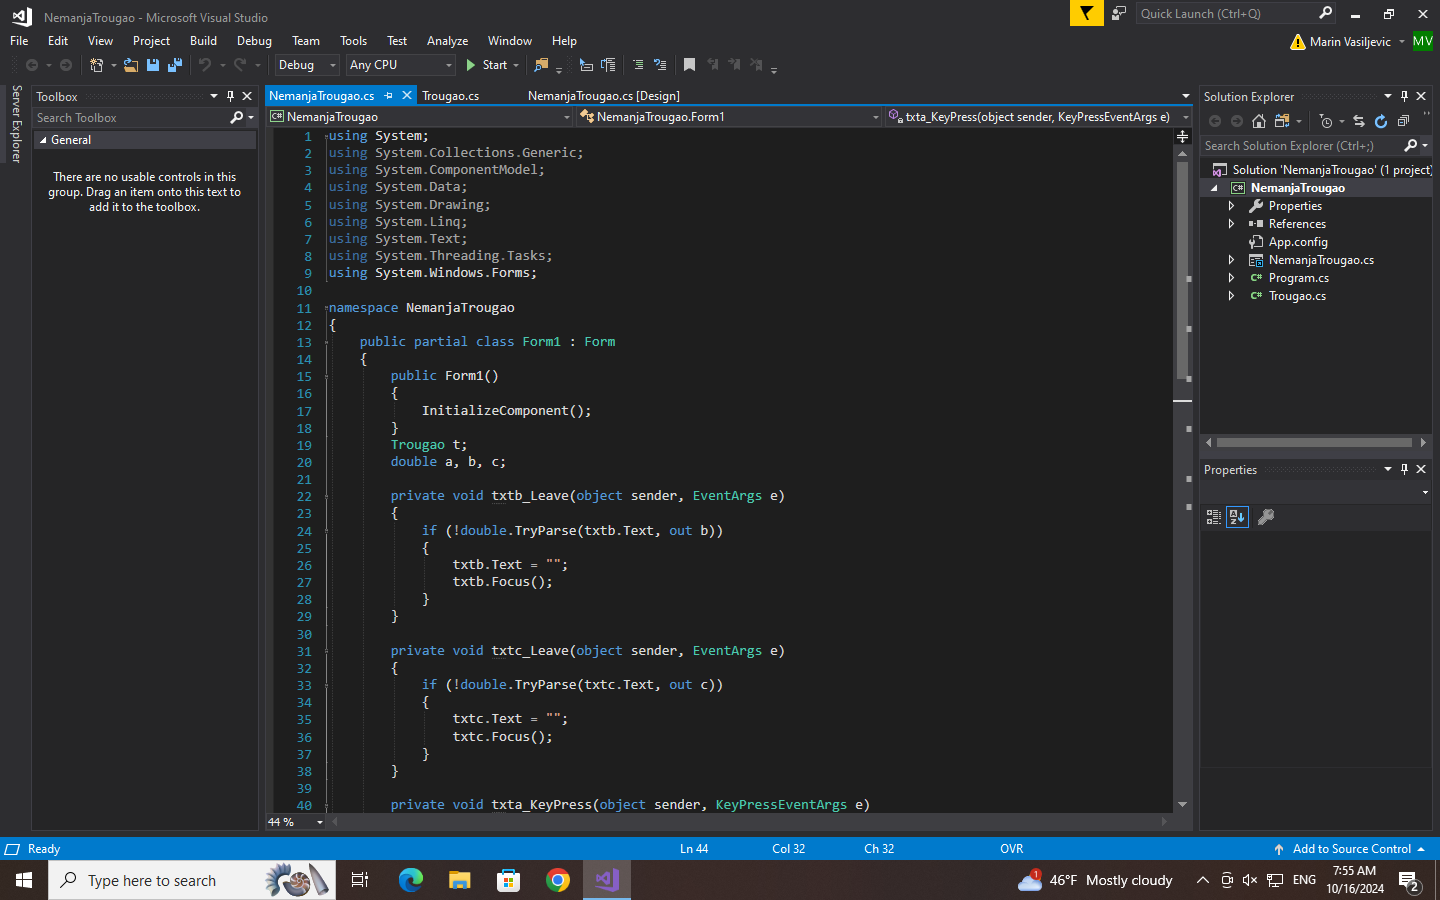 NemanjaTrougao - Microsoft Visual Studio
Quick Launch (Ctrl+Q)
File Edit View Project Build Debug Team Tools Test Analyze Window Help
Marin Vasiljevic MV
Debug Any CPU Start
Server Explorer
Toolbox
Search Toolbox
General
There are no usable controls in this
group. Drag an item onto this text to
add it to the toolbox.
NemanjaTrougao.cs Trougao.cs NemanjaTrougao.cs [Design]
NemanjaTrougao NemanjaTrougao.Form1 txta_KeyPress(object sender, KeyPressEventArgs e)
1 using System;
2 using System.Collections.Generic;
3 using System.ComponentModel;
4 using System.Data;
5 using System.Drawing;
6 using System.Linq;
7 using System.Text;
8 using System.Threading.Tasks;
9 using System.Windows.Forms;
10
11 namespace NemanjaTrougao
12 {
13 public partial class Form1 : Form
14 {
15 public Form1()
16 {
17 InitializeComponent();
18 }
19 Trougao t;
20 double a, b, c;
21
22 private void txtb_Leave(object sender, EventArgs e)
23 {
24 if (!double.TryParse(txtb.Text, out b))
25 {
26 txtb.Text = "";
27 txtb.Focus();
28 }
29 }
30
31 private void txtc_Leave(object sender, EventArgs e)
32 {
33 if (!double.TryParse(txtc.Text, out c))
34 {
35 txtc.Text = "";
36 txtc.Focus();
37 }
38 }
39
40 private void txta_KeyPress(object sender, KeyPressEventArgs e)
44 %
Solution Explorer
Search Solution Explorer (Ctrl+;)
Solution 'NemanjaTrougao' (1 project)
NemanjaTrougao
Properties
References
App.config
NemanjaTrougao.cs
Program.cs
Trougao.cs
Properties
Ready Ln 44 Col 32 Ch 32 OVR Add to Source Control
Type here to search
1 46°F Mostly cloudy ENG
7:55 AM
10/16/2024
2